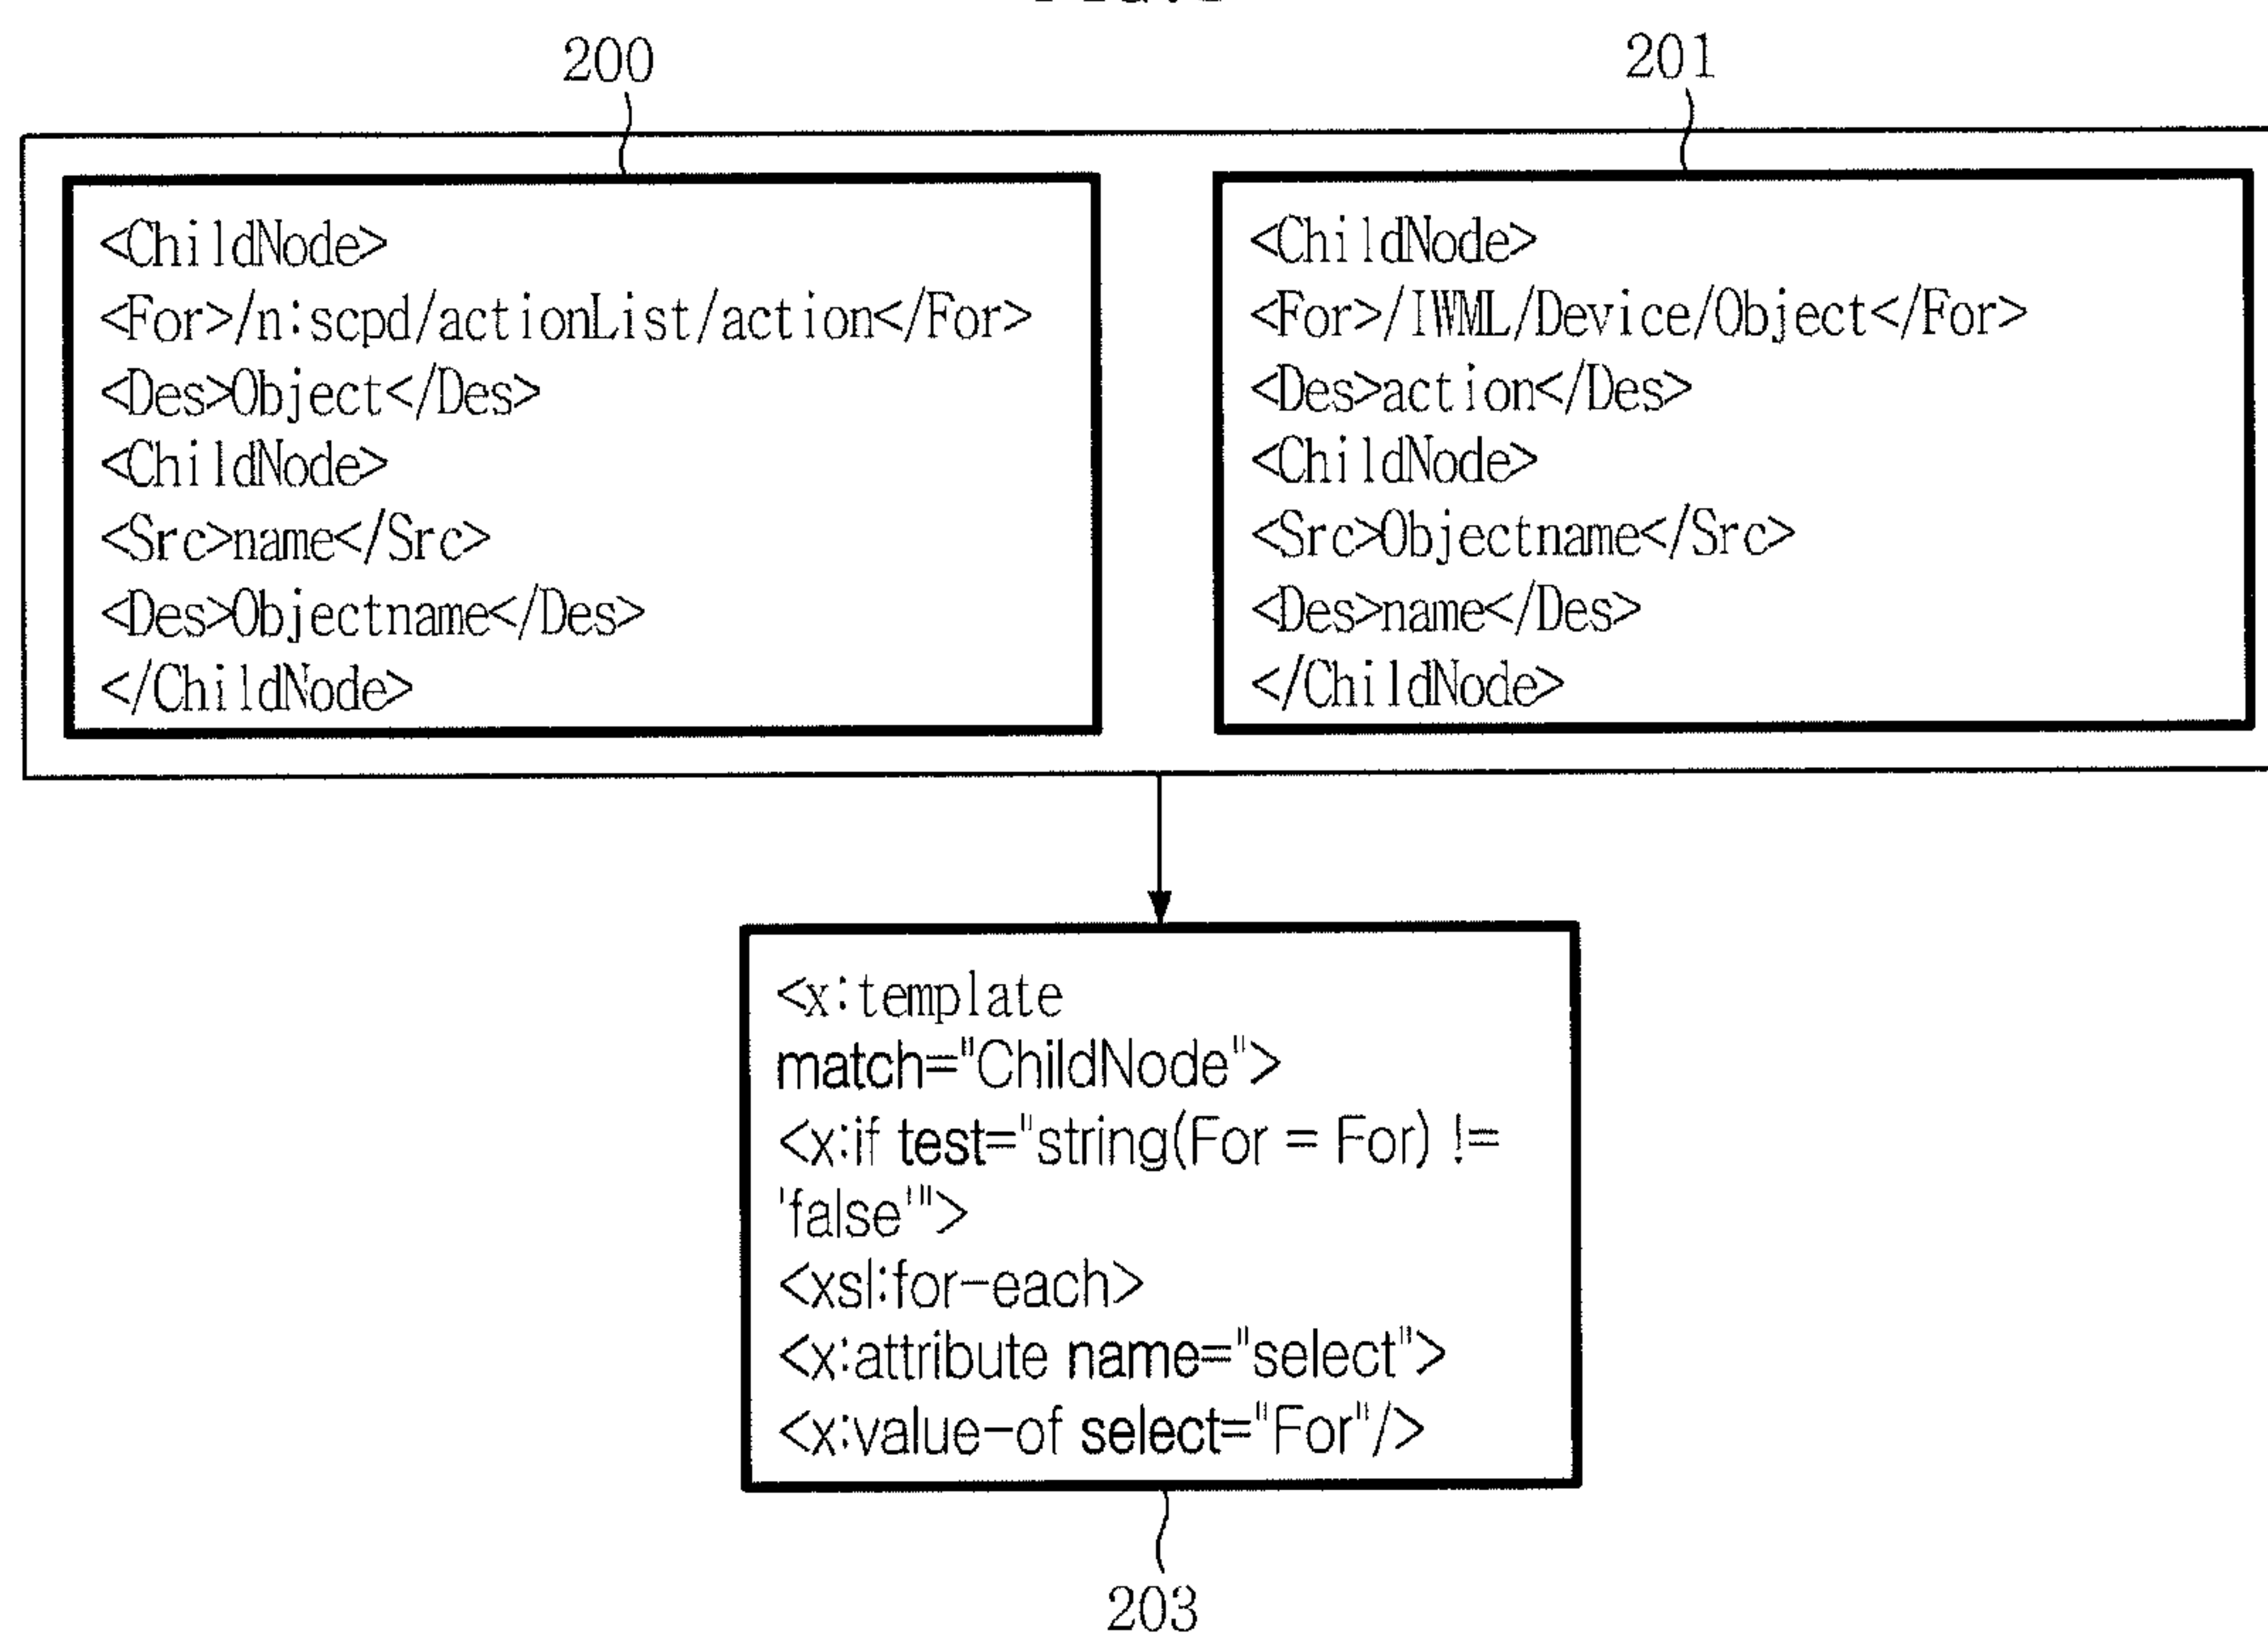 200
201
<ChildNode>
<For>/n:scpd/actionList/action</For>
<Des>Object</Des>
<ChildNode>
<Src>name</Src>
<Des>Objectname</Des>
</ChildNode>
<ChildNode>
<For>/IWML/Device/Object</For>
<Des>action</Des>
<ChildNode>
<Src>Objectname</Src>
<Des>name</Des>
</ChildNode>
<x:template
match="ChildNode">
<x:if test="string(For = For) !=
'false'">
<xsl:for-each>
<x:attribute name="select">
<x:value-of select="For"/>
203